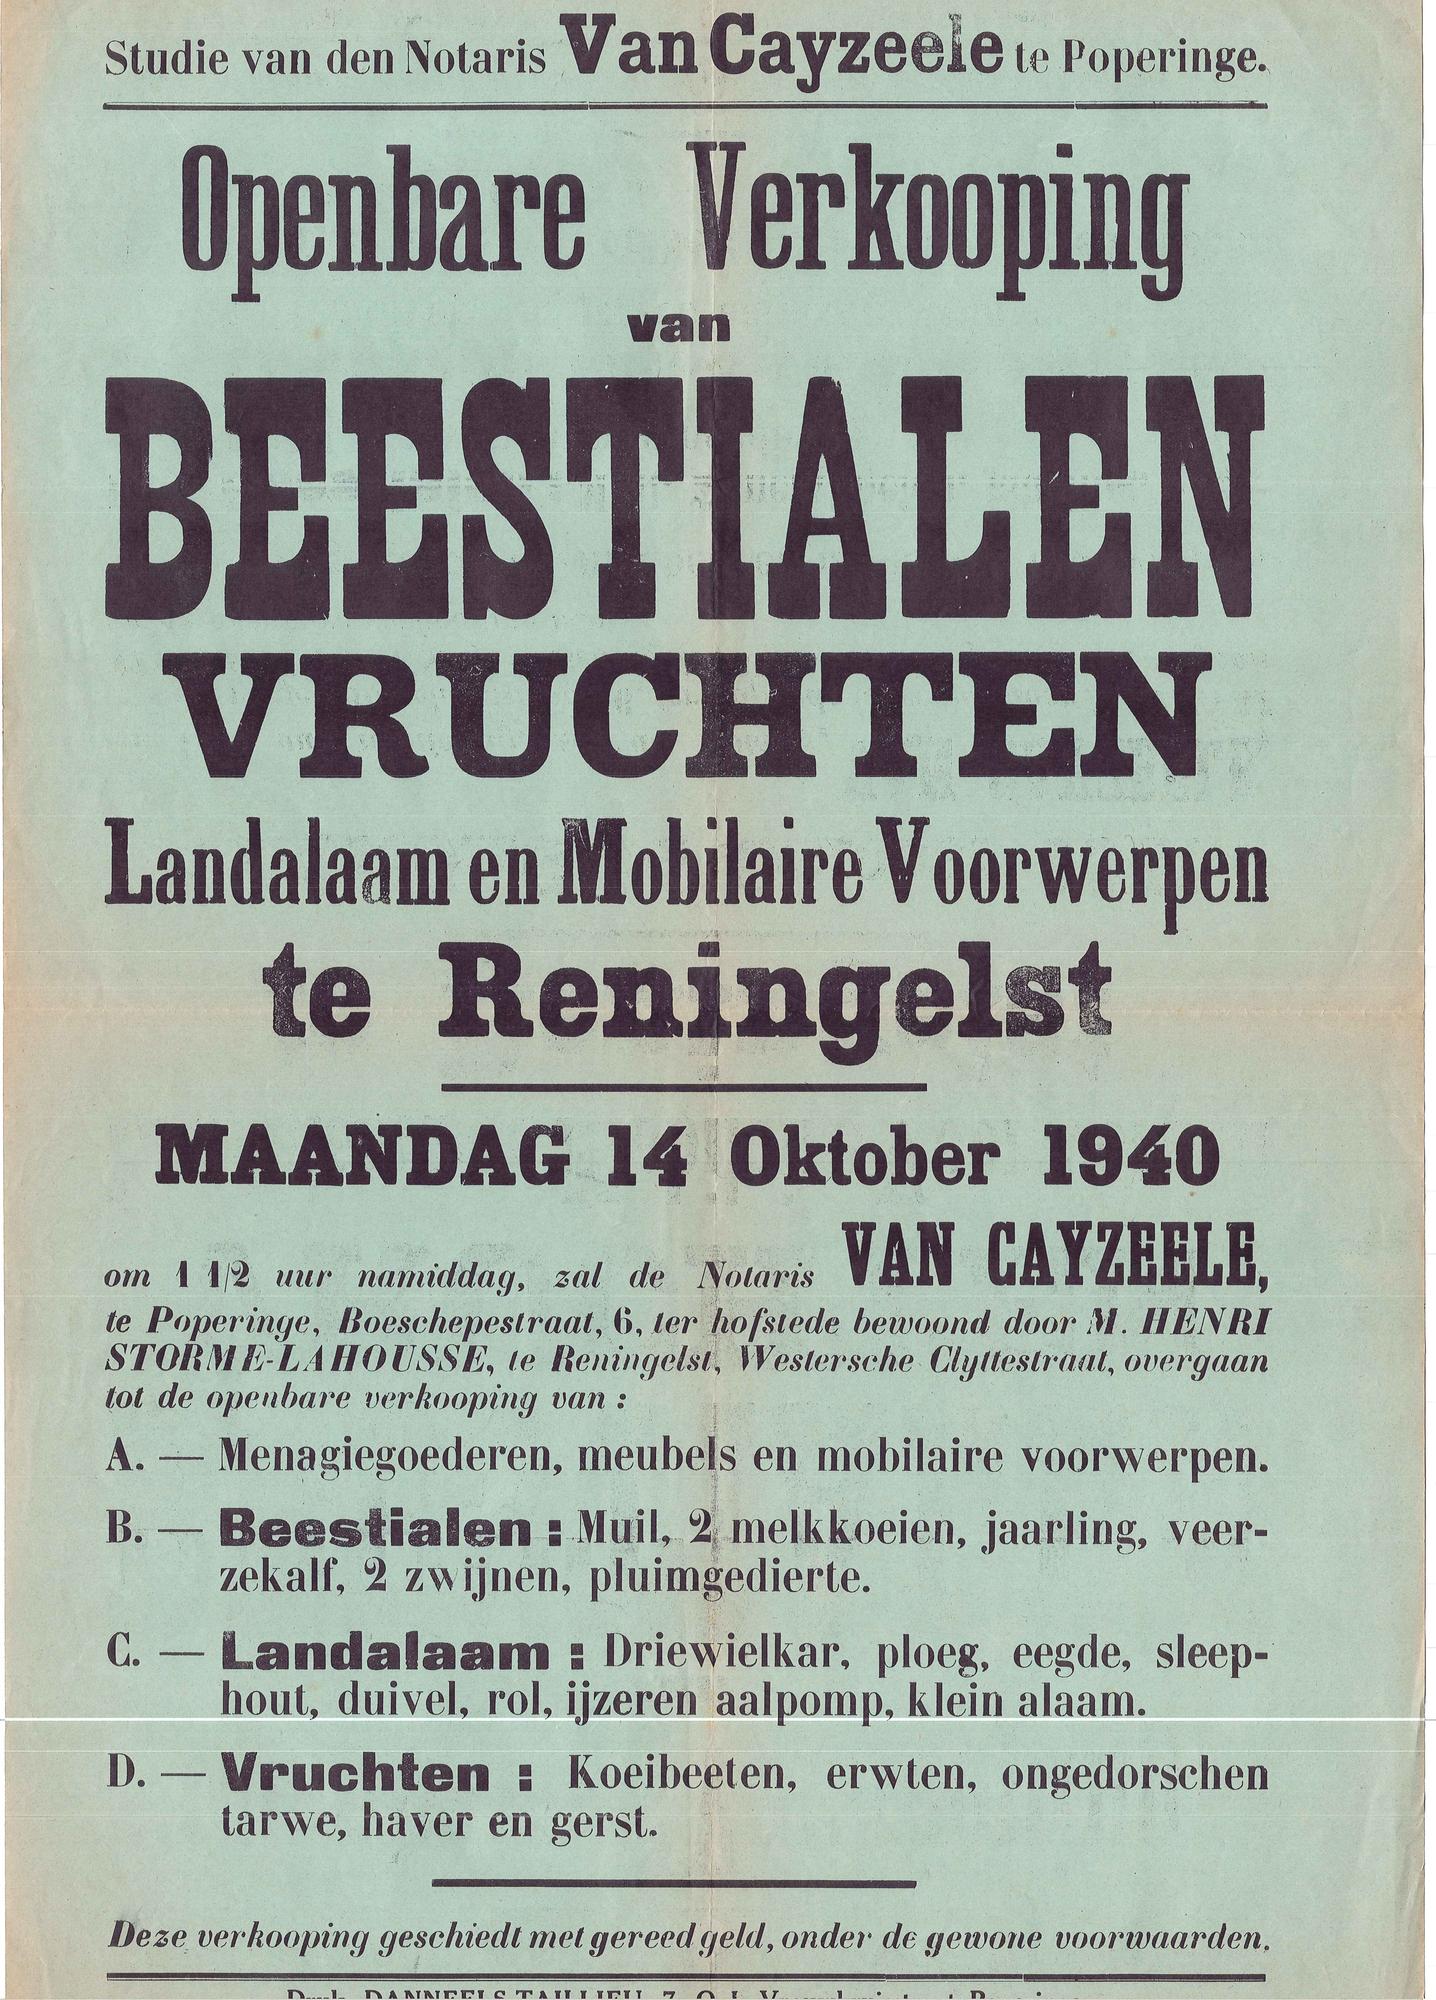 Studie van den Notaris Van Cayzeele te Poperinge.
Openbare Verkooping
van
BEESTIALEN
VRUCHTEN
Landalaam en Mobilaire Voorwerpen
te Reningelst
MAANDAG 14 Oktober 1940
om 1 1/2 uur namiddag, zal de Notaris VAN CAYZEELE,
te Poperinge, Boeschepestraat, 6, ter hofstede bewoond door M. HENRI
STORME-LAHOUSSE, te Reningelst, Westersche Clyttestraat, overgaan
tot de openbare verkooping van :
A. — Menagiegoederen, meubels en mobilaire voorwerpen.
B. — Beestialen : Muil, 2 melkkoeien, jaarling, veer-
zekalf, 2 zwijnen, pluimgedierte.
C. — Landalaam : Driewielkar, ploeg, eegde, sleep-
hout, duivel, rol, ijzeren aalpomp, klein alaam.
D. — Vruchten : Koeibeeten, erwten, ongedorschen
tarwe, haver en gerst.
Deze verkooping geschiedt met gereed geld, onder de gewone voorwaarden.
Druk. DANNEELS-TAILLIEU, 7